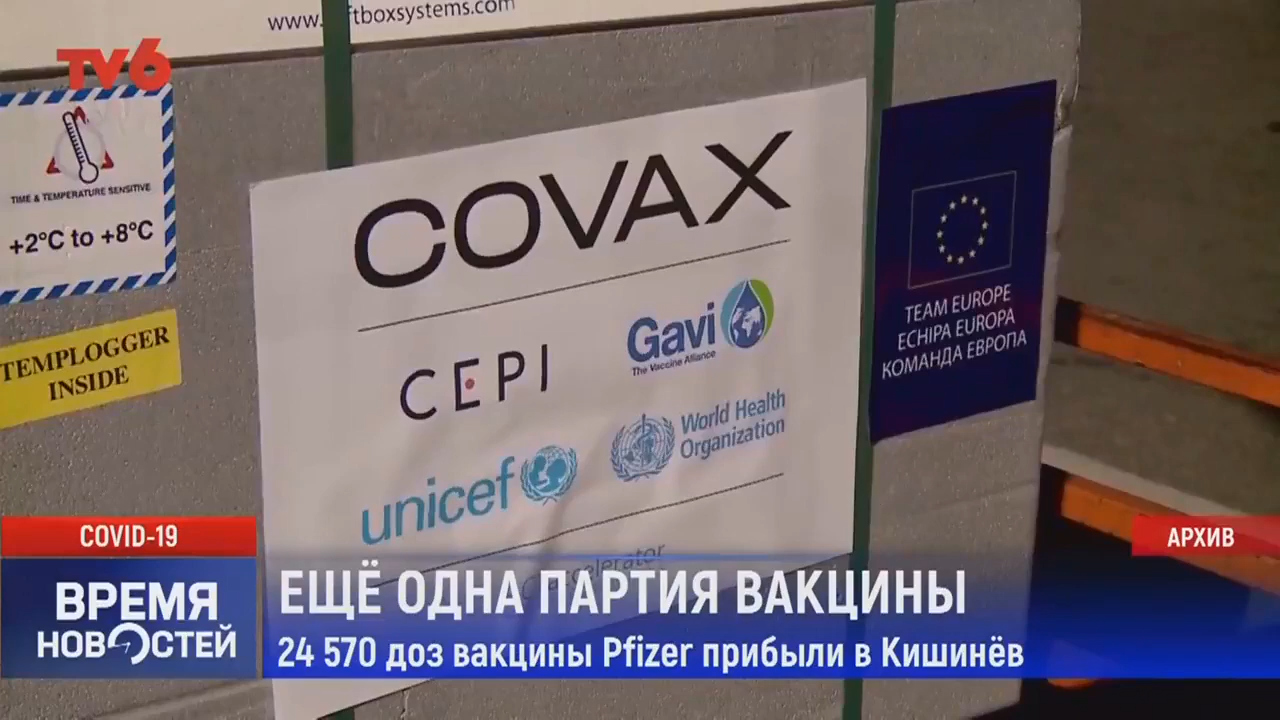 www.
boxsystems.com
TV6
TIME & TEMPERATURE SENSITIVE
+2°C to +8°C
TEMPLOGGER
INSIDE
COVAX
CEPI
Gavi
The Vaccine Alliance
unicef
World Health
Organization
TEAM EUROPE
ECHIPA EUROPA
КОМАНДА ЕВРОПА
COVID-19
АРХИВ
ВРЕМЯ
НОВОСТЕЙ
ЕЩЁ ОДНА ПАРТИЯ ВАКЦИНЫ
24 570 доз вакцины Pfizer прибыли в Кишинёв